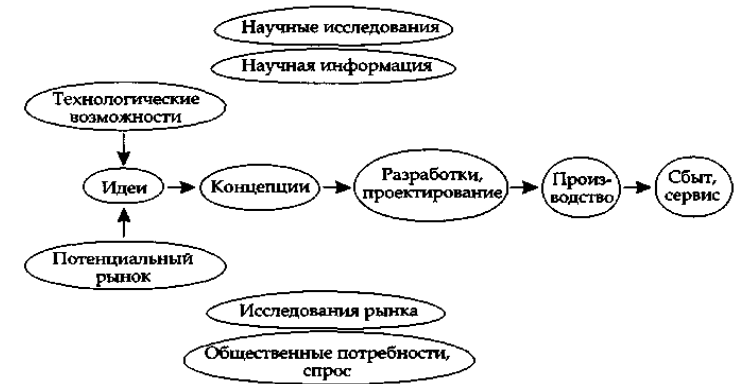 Научные исследования
Научная информация
Технологические
возможности
Идеи
Концепции
Разработки,
проектирование
Произ-
водство
Сбыт,
сервис
Потенциальный
рынок
Исследования рынка
Общественные потребности,
спрос